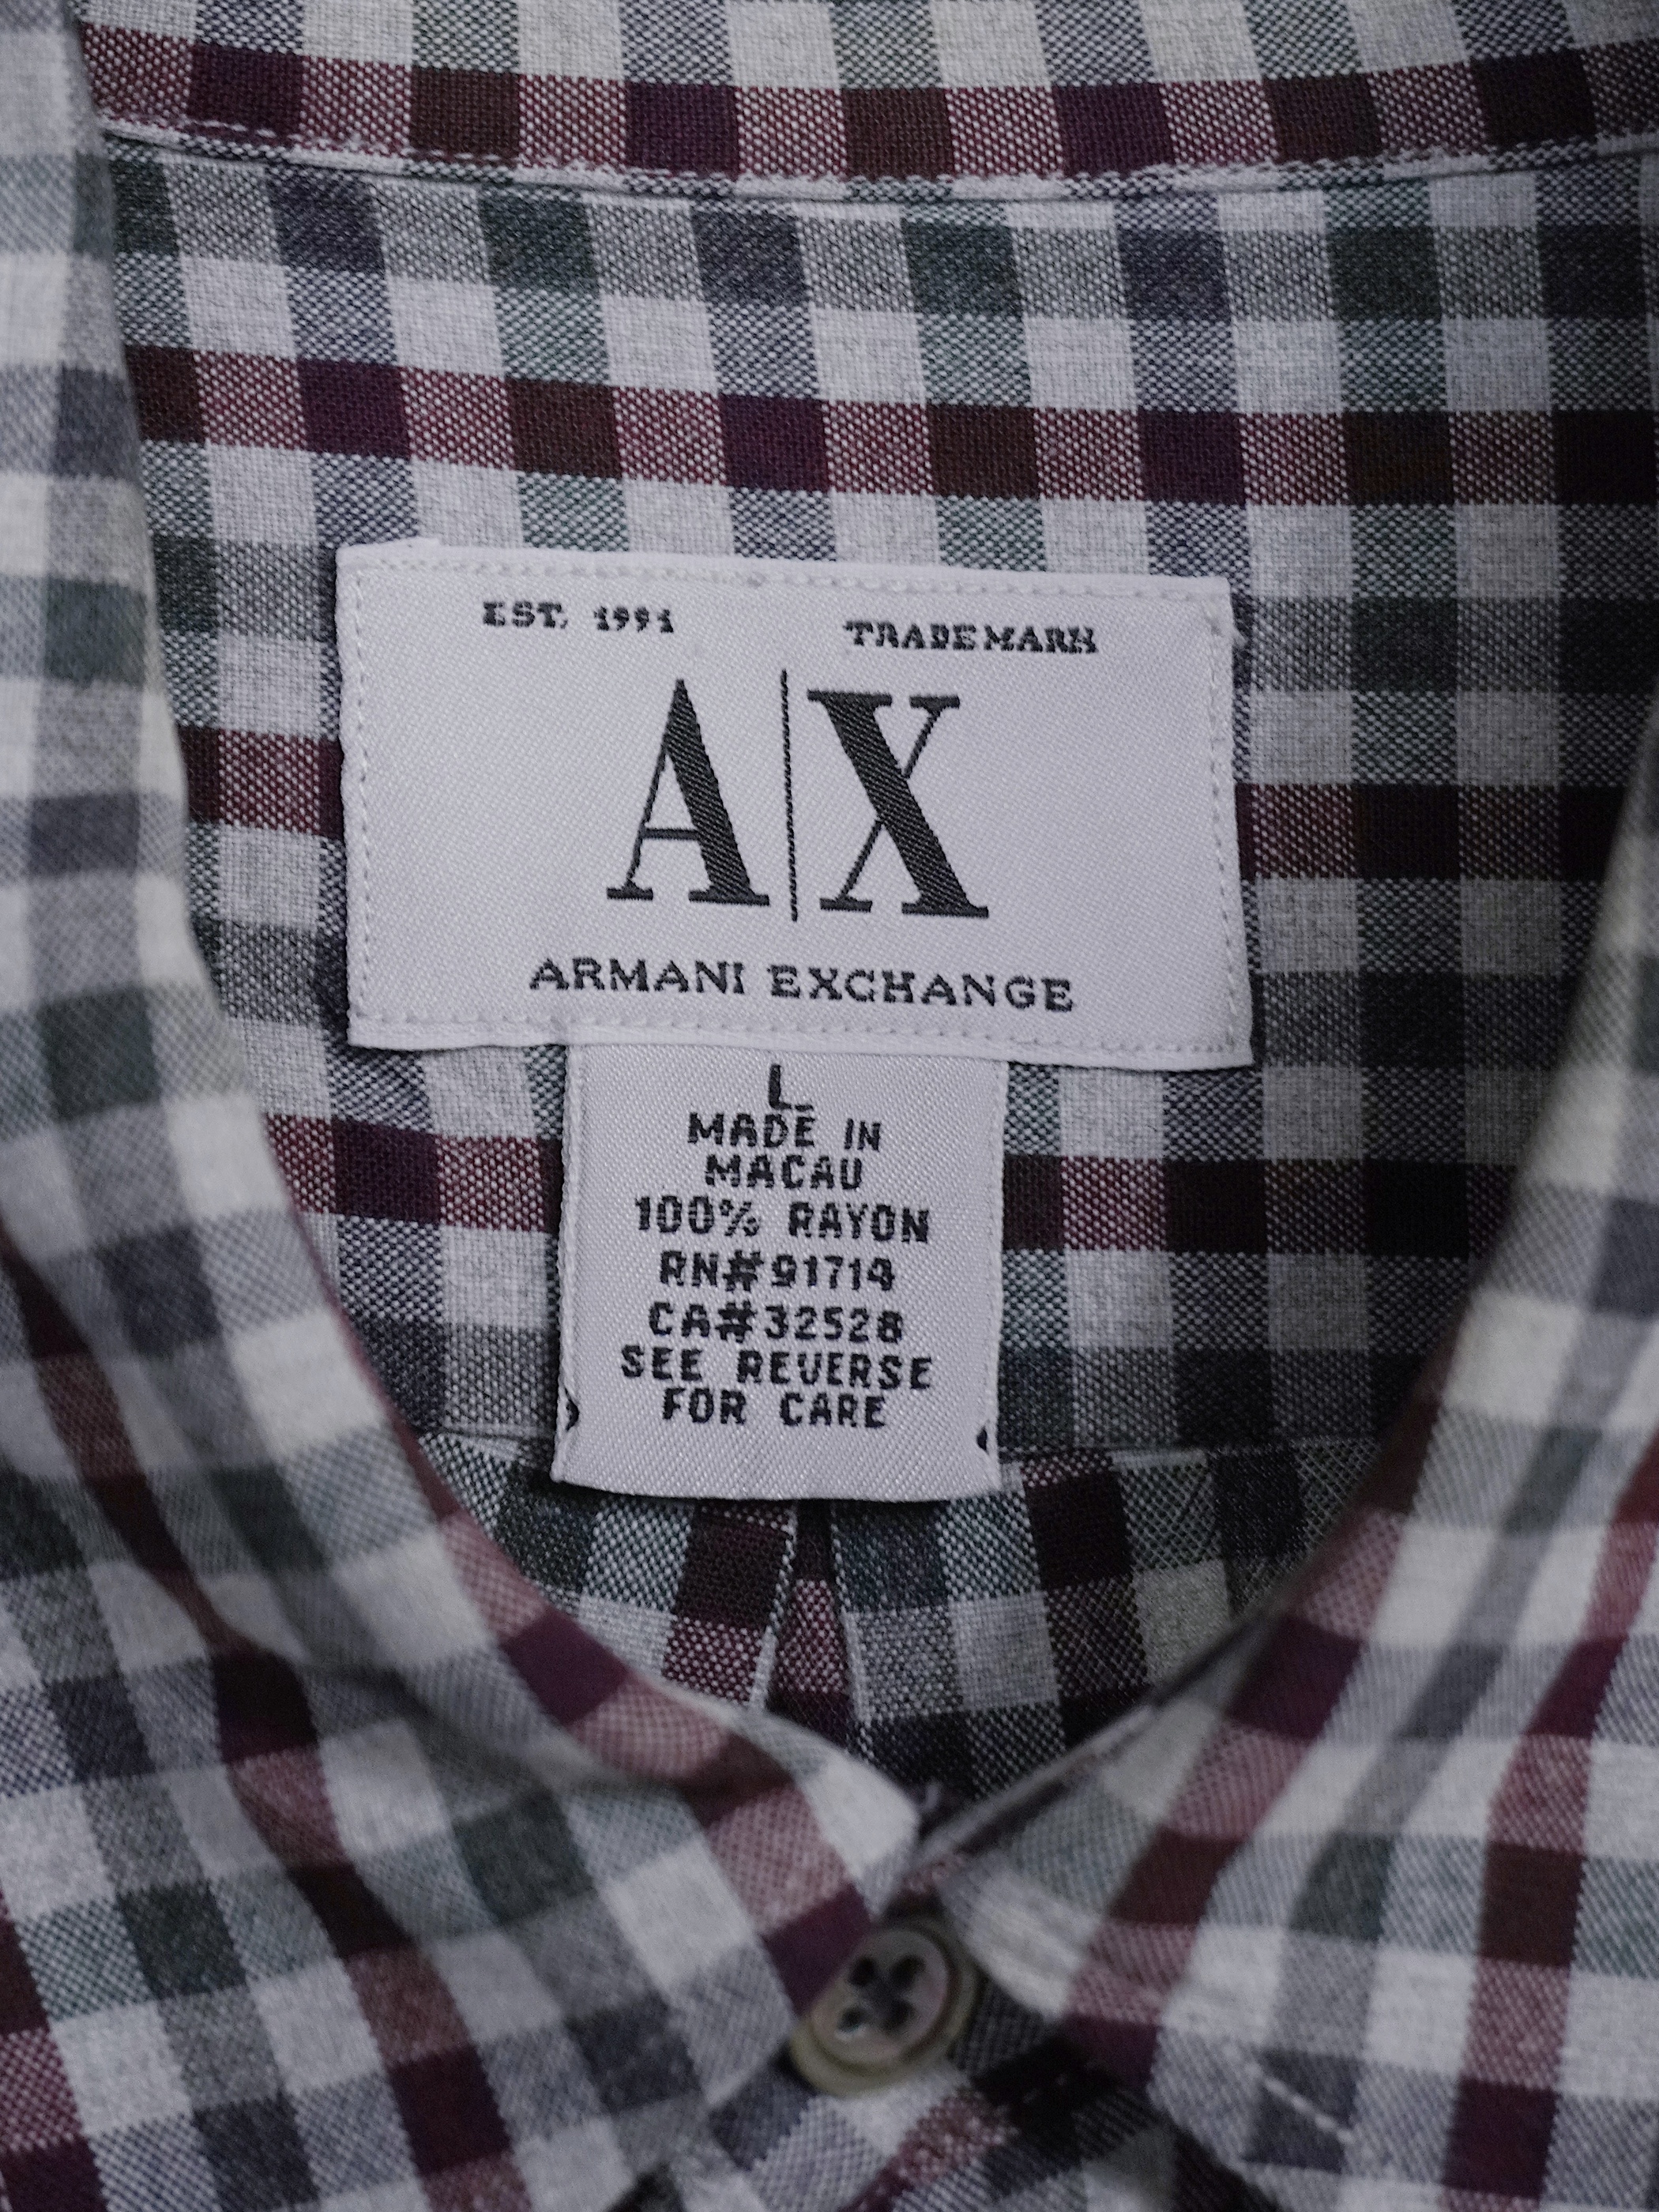 EST. 1991 TRADEMARK
A|X
ARMANI EXCHANGE
L
MADE IN
MACAU
100% RAYON
RN#91714
CA#32528
SEE REVERSE
FOR CARE